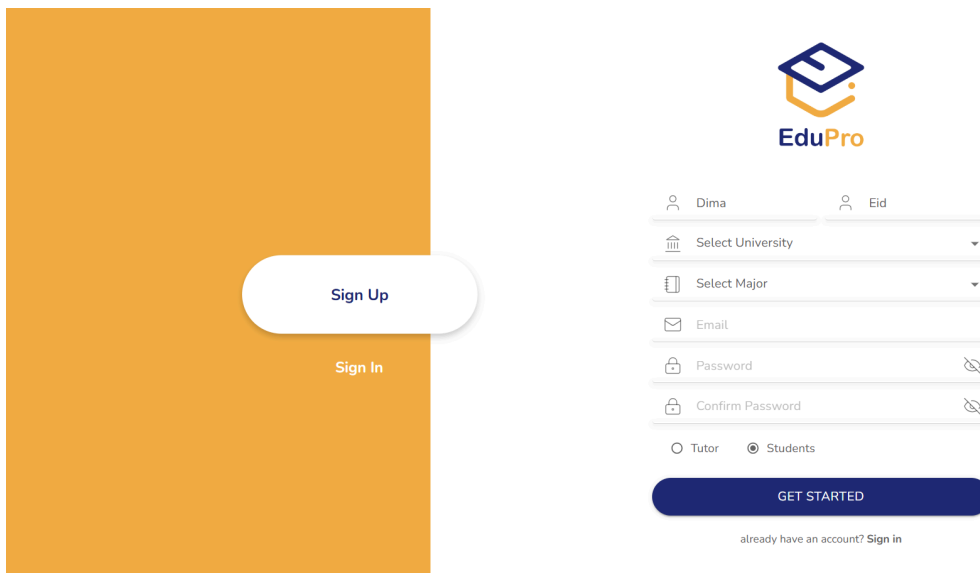 Sign Up
Sign In
EduPro
Dima Eid
Select University
Select Major
Email
Password
Confirm Password
Tutor Students
GET STARTED
already have an account? Sign in